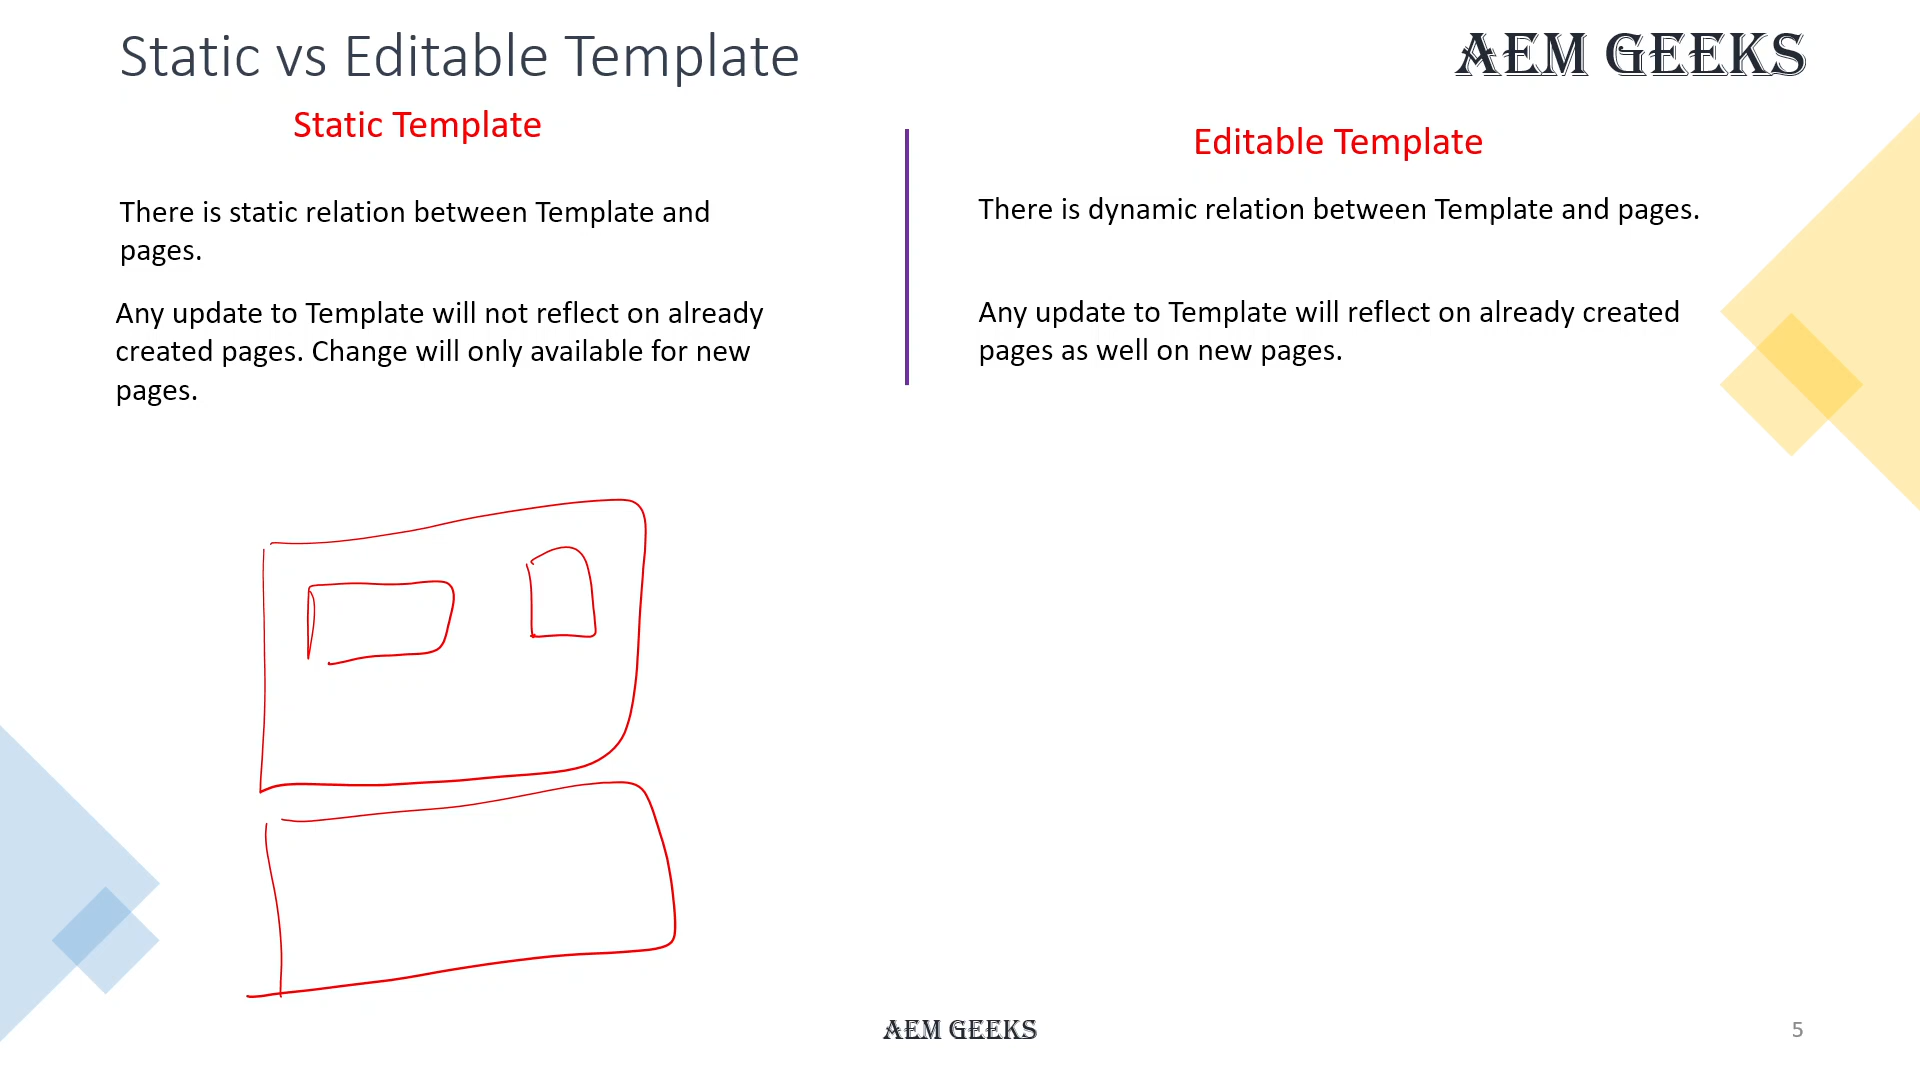 Static vs Editable Template
AEM GEEKS
Static Template
There is static relation between Template and
pages.
Any update to Template will not reflect on already
created pages. Change will only available for new
pages.
Editable Template
There is dynamic relation between Template and pages.
Any update to Template will reflect on already created
pages as well on new pages.
AEM GEEKS
5